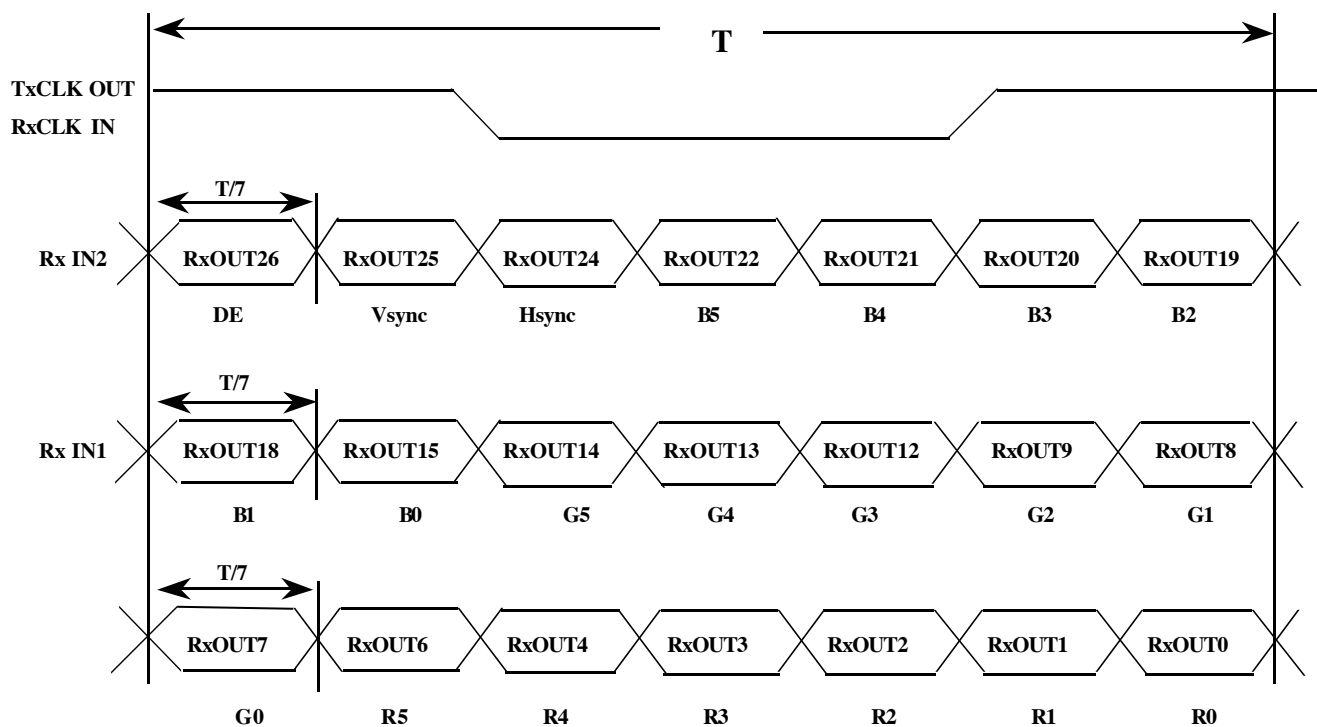 T
TxCLK OUT
RxCLK IN
T/7
Rx IN2 RxOUT26 RxOUT25 RxOUT24 RxOUT22 RxOUT21 RxOUT20 RxOUT19
DE Vsync Hsync B5 B4 B3 B2
T/7
Rx IN1 RxOUT18 RxOUT15 RxOUT14 RxOUT13 RxOUT12 RxOUT9 RxOUT8
B1 B0 G5 G4 G3 G2 G1
T/7
RxOUT7 RxOUT6 RxOUT4 RxOUT3 RxOUT2 RxOUT1 RxOUT0
G0 R5 R4 R3 R2 R1 R0